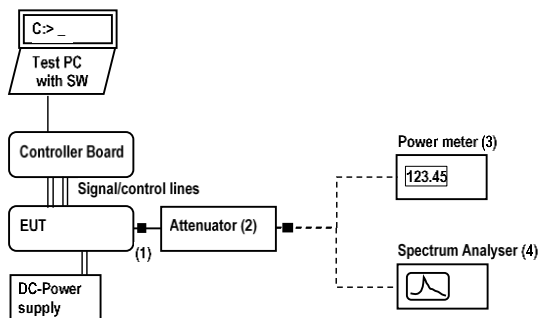 C:> _
Test PC
with SW
Controller Board
Power meter (3)
123.45
Signal/control lines
EUT
(1)
Attenuator (2)
Spectrum Analyser (4)
DC-Power
supply